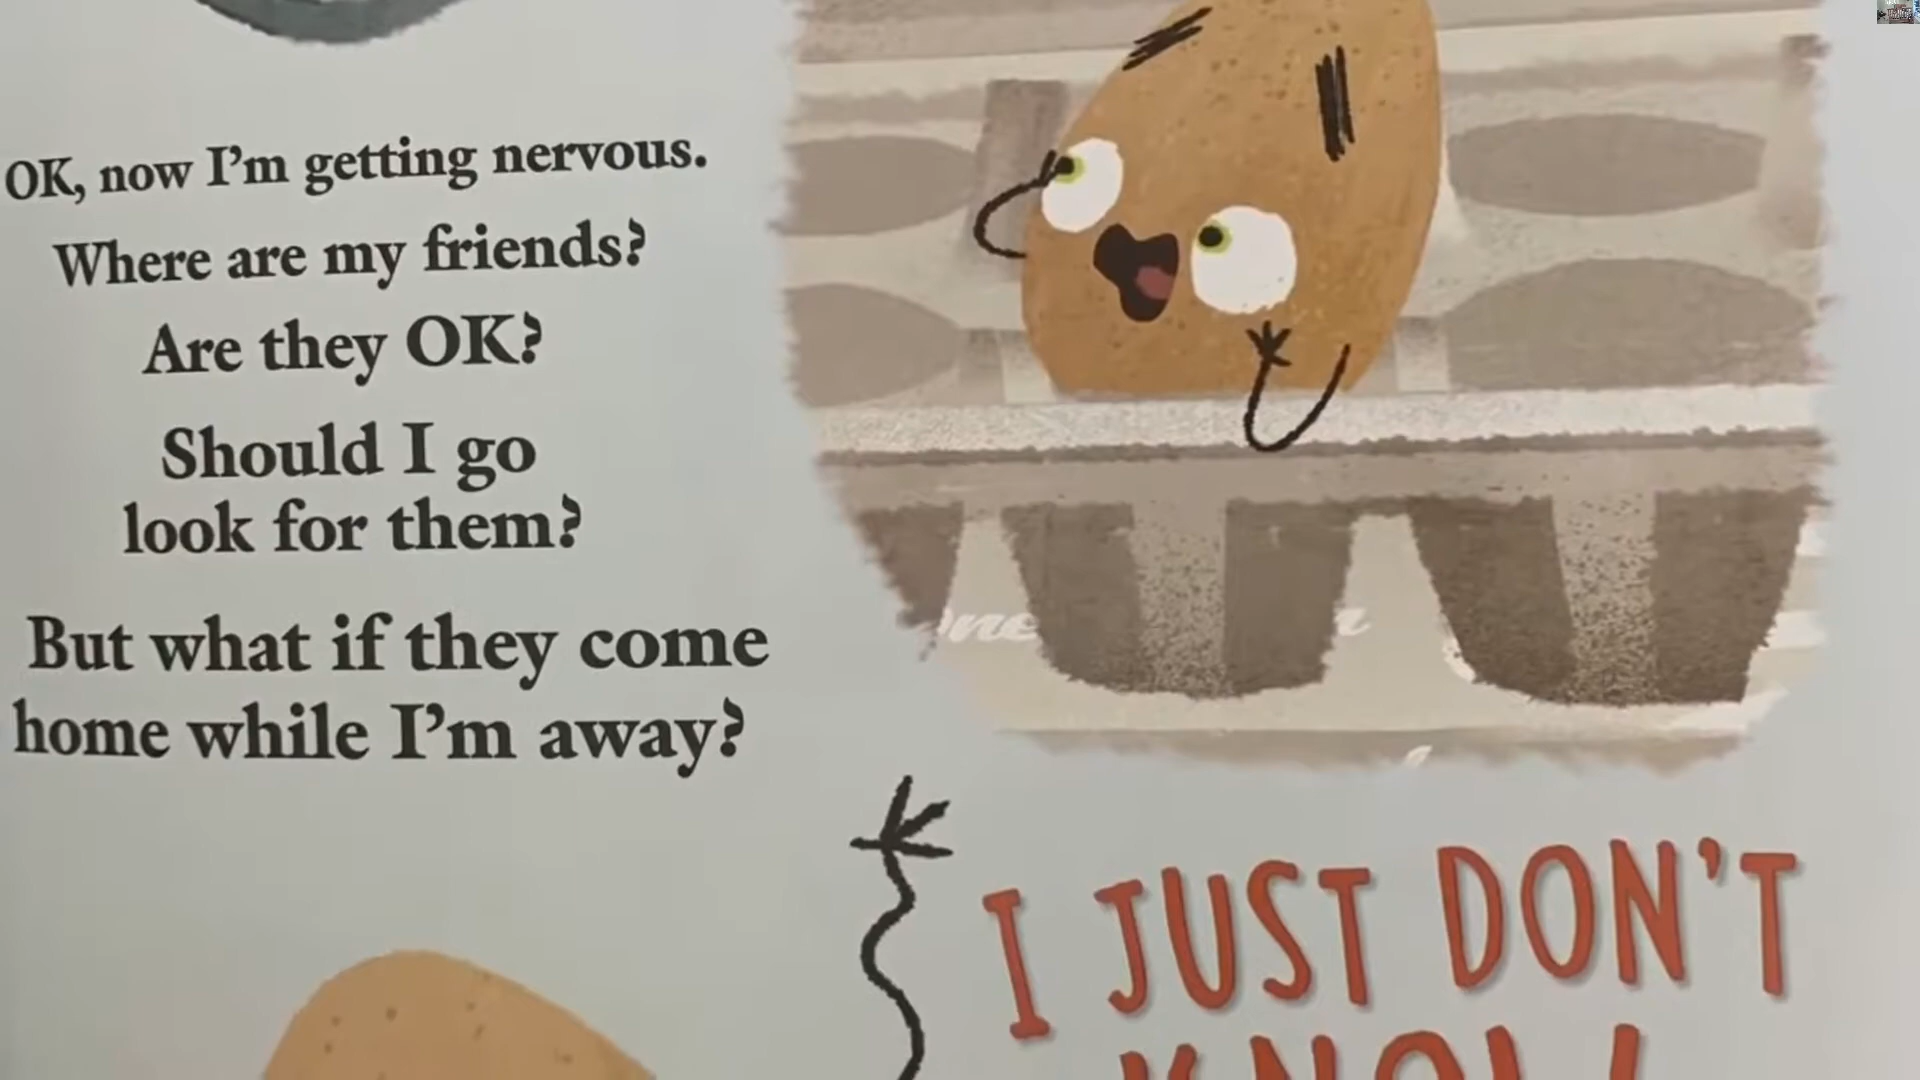 OK, now I'm getting nervous.
Where are my friends?
Are they OK?
Should I go
look for them?
But what if they come
home while I'm away?
I JUST DON'T